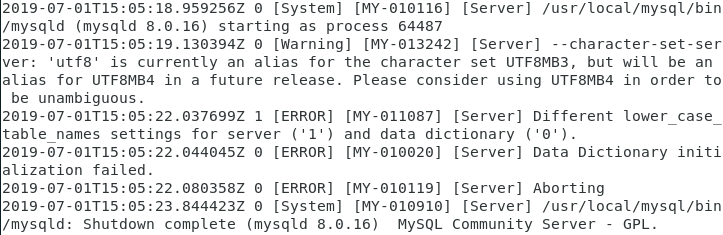 2019-07-01T15:05:18.959256Z 0 [System] [MY-010116] [Server] /usr/local/mysql/bin
/mysqld (mysqld 8.0.16) starting as process 64487
2019-07-01T15:05:19.130394Z 0 [Warning] [MY-013242] [Server] --character-set-ser
ver: 'utf8' is currently an alias for the character set UTF8MB3, but will be an
alias for UTF8MB4 in a future release. Please consider using UTF8MB4 in order to
 be unambiguous.
2019-07-01T15:05:22.037699Z 1 [ERROR] [MY-011087] [Server] Different lower_case_
table_names settings for server ('1') and data dictionary ('0').
2019-07-01T15:05:22.044045Z 0 [ERROR] [MY-010020] [Server] Data Dictionary initi
alization failed.
2019-07-01T15:05:22.080358Z 0 [ERROR] [MY-010119] [Server] Aborting
2019-07-01T15:05:23.844423Z 0 [System] [MY-010910] [Server] /usr/local/mysql/bin
/mysqld: Shutdown complete (mysqld 8.0.16)  MySQL Community Server - GPL.